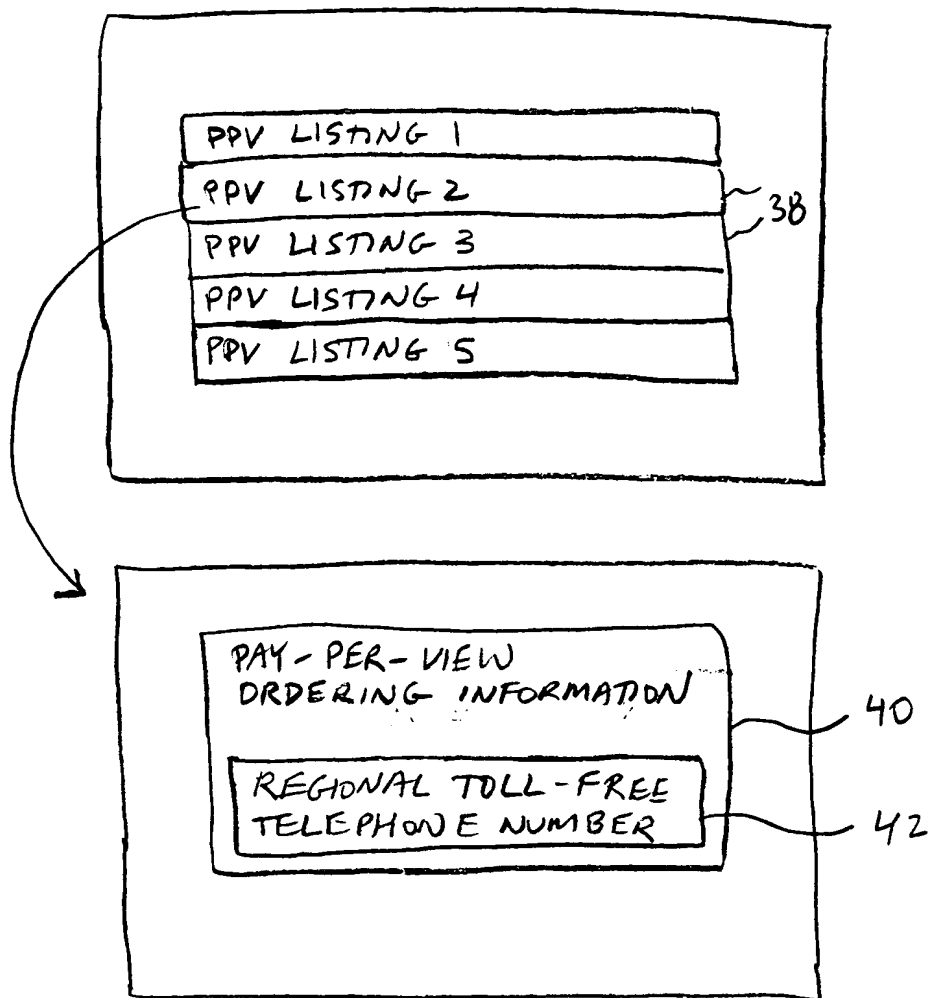 PPV LISTING 1
PPV LISTING 2
38
PPV LISTING 3
PPV LISTING 4
PPV LISTING 5
PAY-PER-VIEW
ORDERING INFORMATION
40
REGIONAL TOLL-FREE
TELEPHONE NUMBER
42